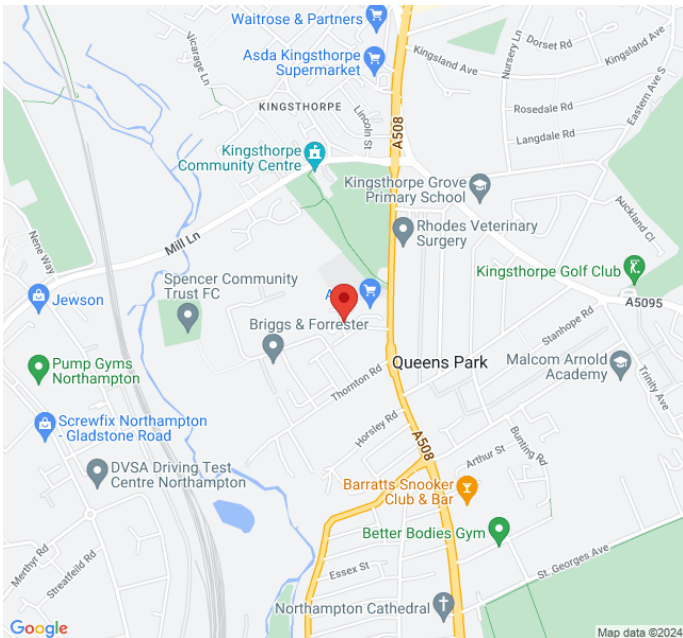 Waitrose & Partners
Dorset Rd
Kingsland Ave
Nursery Ln
Kingsland Ave
Vicarage Ln
Asda Kingsthorpe
Supermarket
Eastern Ave S
KINGSTHORPE
Lincoln St
Rosedale Rd
A508
Langdale Rd
Kingsthorpe
Community Centre
Kingsthorpe Grove
Primary School
Auckland Cl
Nene Way
Mill Ln
Rhodes Veterinary
Surgery
Kingsthorpe Golf Club
Spencer Community
Trust FC
Jewson
A5095
Briggs & Forrester
Stanhope Rd
Pump Gyms
Northampton
Queens Park
Malcom Arnold
Academy
Thornton Rd
Trinity Ave
Screwfix Northampton
- Gladstone Road
Horsley Rd
A508
Bunting Rd
Arthur St
DVSA Driving Test
Centre Northampton
Barratts Snooker
Club & Bar
Better Bodies Gym
Merthyr Rd
Streatfeild Rd
Essex St
St. Georges Ave
Northampton Cathedral
Google
Map data ©2024